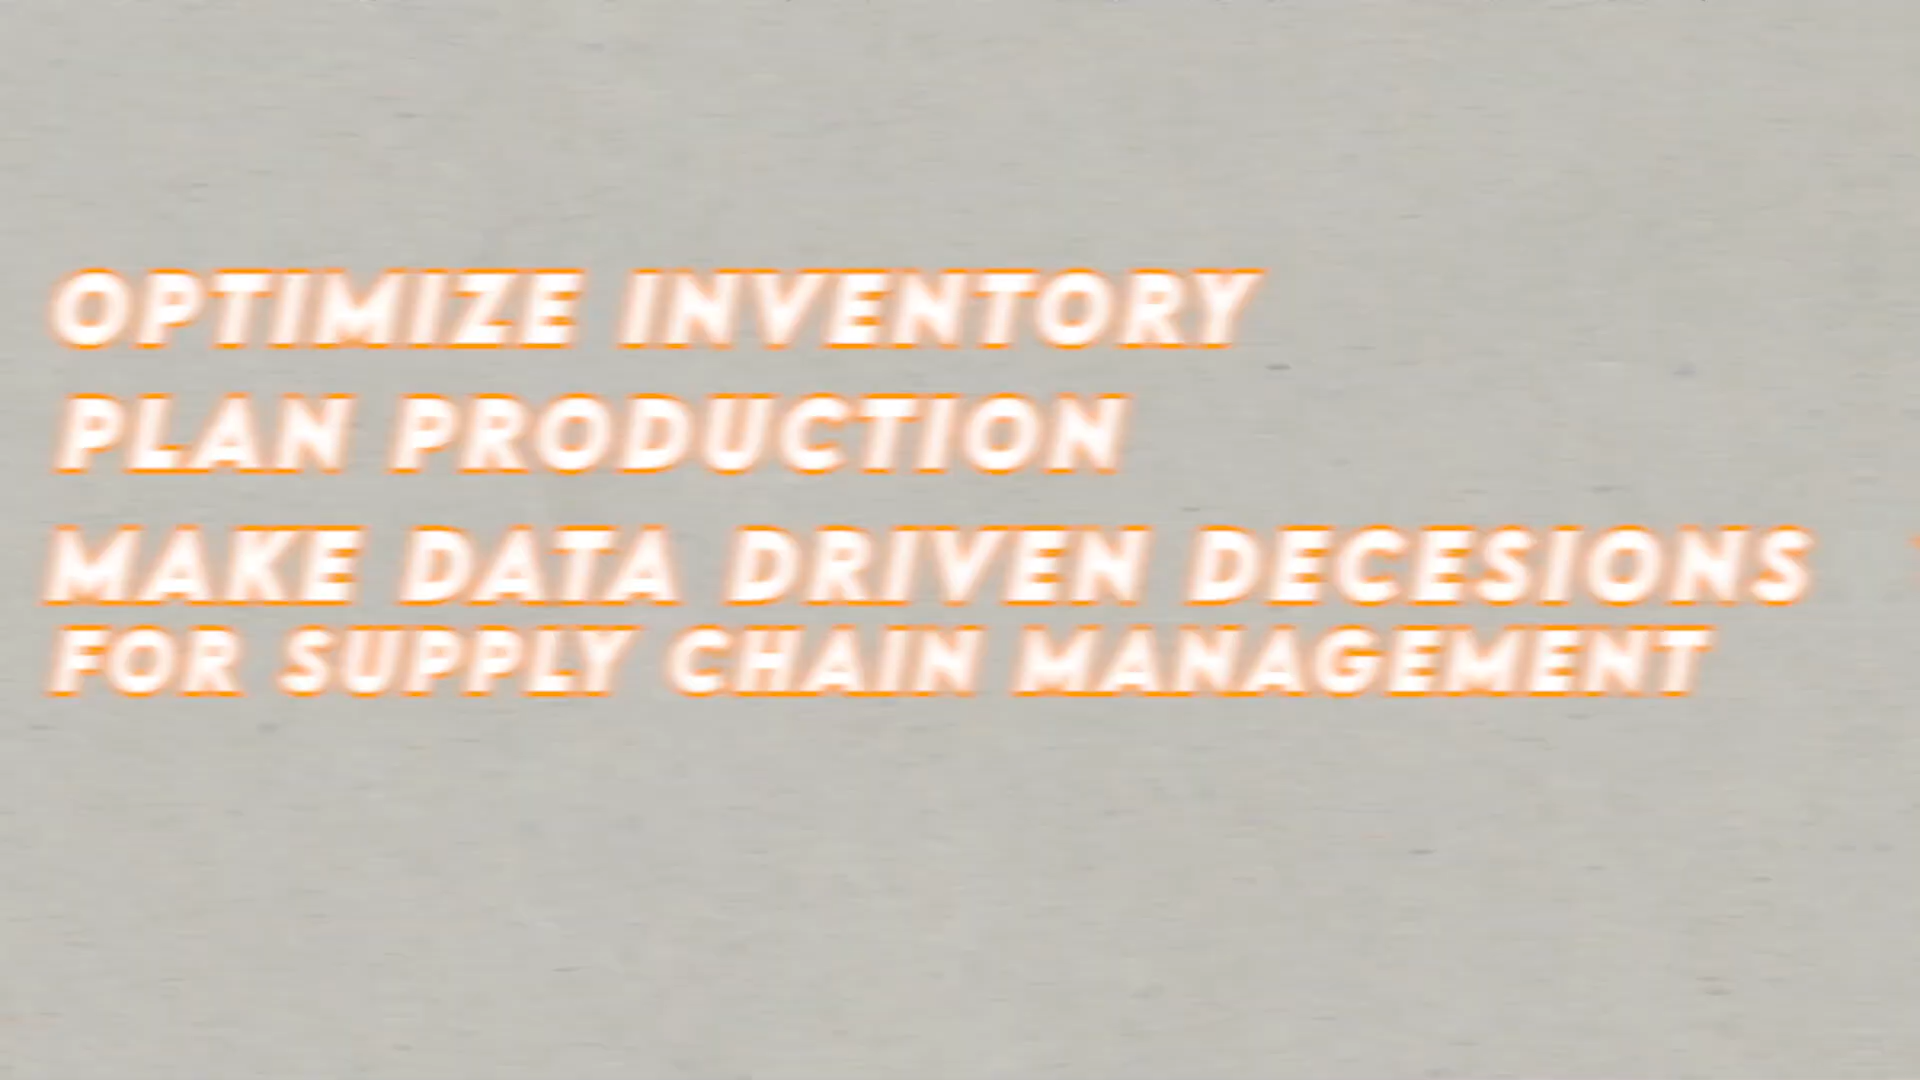 OPTIMIZE INVENTORY
PLAN PRODUCTION
MAKE DATA DRIVEN DECESIONS
FOR SUPPLY CHAIN MANAGEMENT